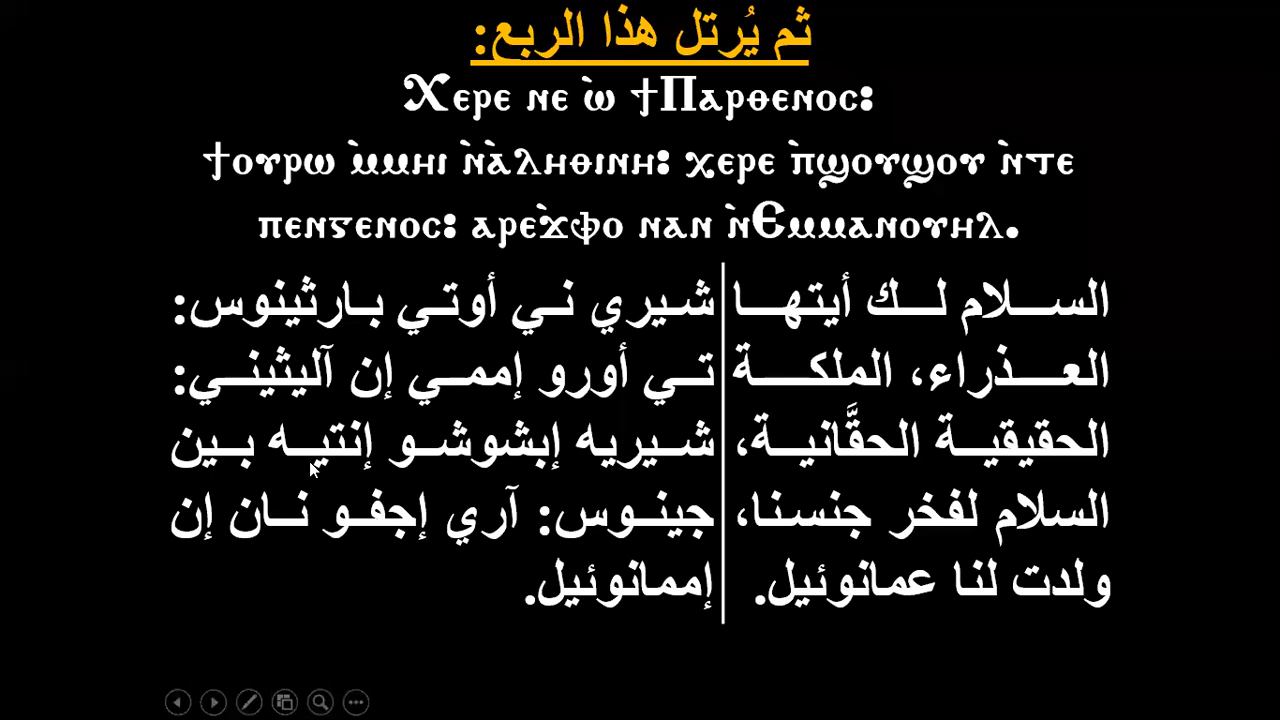 ثم يُرتل هذا الربع:
Ⲭⲉⲣⲉ ⲛⲉ ⲱ̀ ϯⲠⲁⲣⲑⲉⲛⲟⲥ:
ϯⲟⲩⲣⲱ ⲙ̀ⲙⲏⲓ ⲛ̀ⲁ̀ⲗⲏⲑⲓⲛⲏ: ⲭⲉⲣⲉ ⲡ̀ϣⲟⲩϣⲟⲩ ⲛ̀ⲧⲉ
ⲡⲉⲛⲅⲉⲛⲟⲥ: ⲁⲣⲉϫ̀ⲫⲟ ⲛⲁⲛ ⲛ̀Ⲉⲙⲙⲁⲛⲟⲩⲏⲗ.
السلام لك أيتها
العذراء، الملكة
الحقيقية الحقَّانية،
السلام لفخر جنسنا،
ولدت لنا عمانوئيل.
شيري ني أوتي بارثينوس:
تي أورو إممي إن آليثيني:
شيريه إبشوشو إنتيه بين
جينوس: آري إجفو نان إن
إممانوئيل.